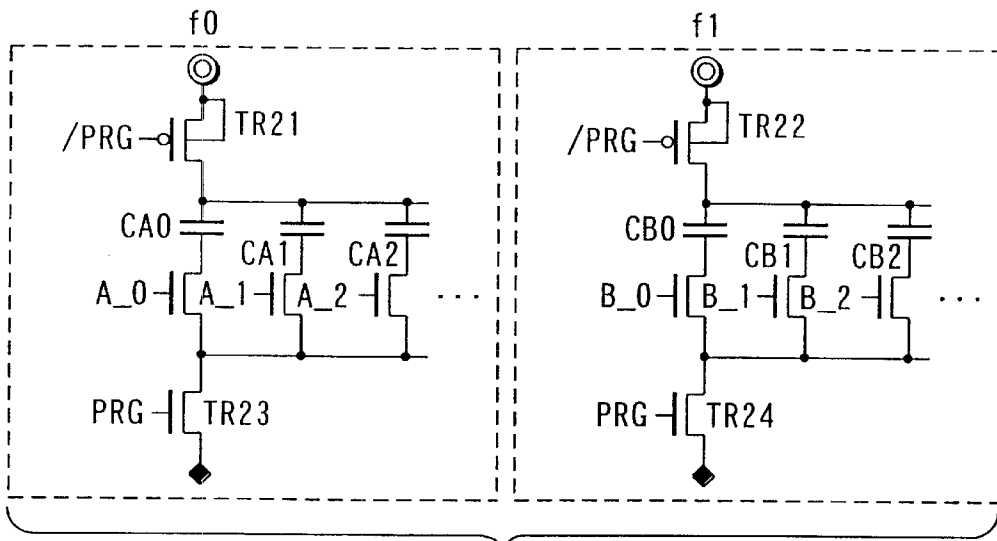 f0 f1
TR21 TR22
/PRG /PRG
CA0 CA1 CA2 CB0 CB1 CB2
A_0 A_1 A_2 ... B_0 B_1 B_2 ...
PRG TR23 PRG TR24